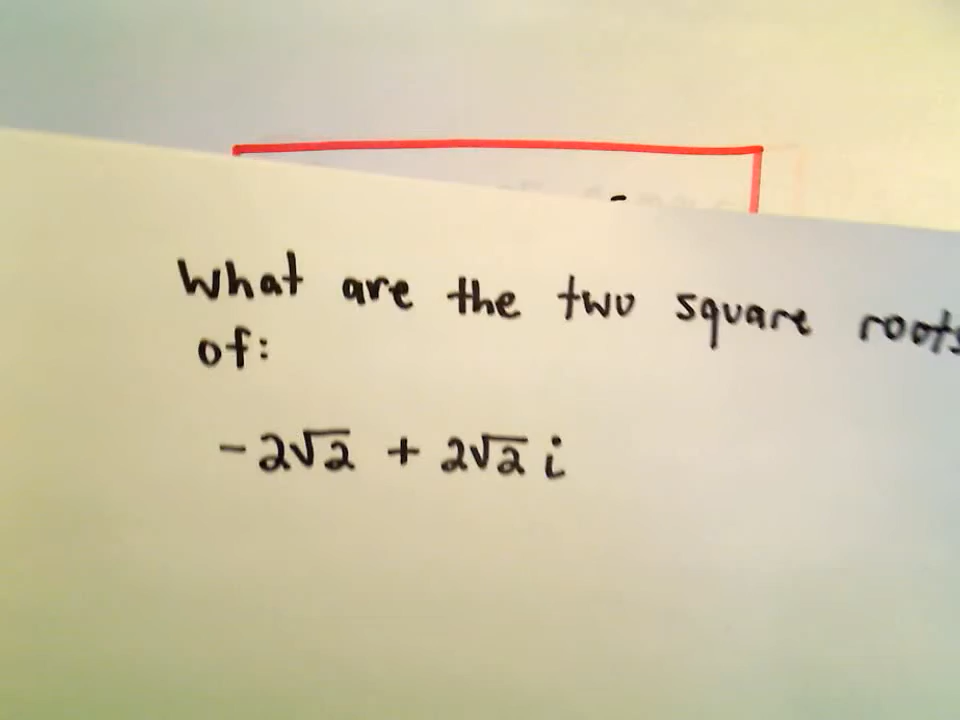 What are the two square roots
of:
-2√2 + 2√2 i